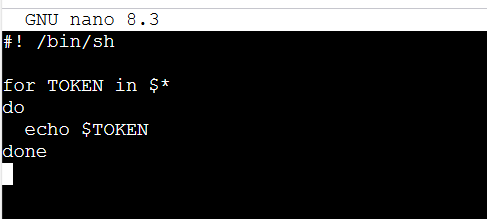 GNU nano 8.3
#! /bin/sh
for TOKEN in $*
do
echo $TOKEN
done